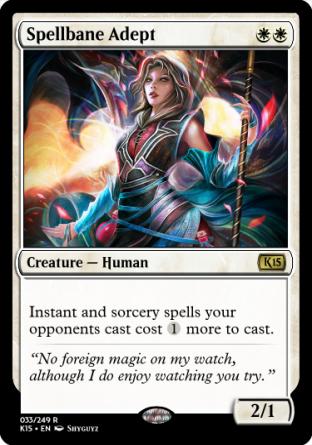 Spellbane Adept
Creature — Human
K15
Instant and sorcery spells your
opponents cast cost 1 more to cast.
“No foreign magic on my watch,
although I do enjoy watching you try.”
2/1
033/249 R
K15 • EN Shyguyz